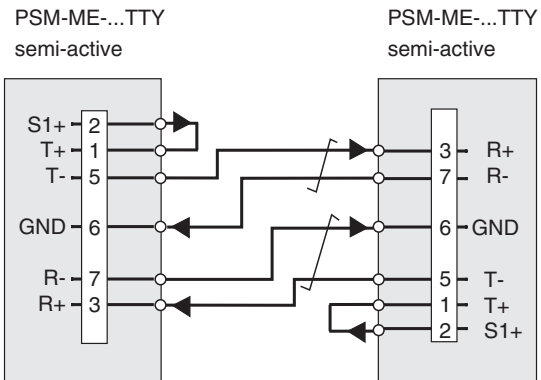 PSM-ME-...TTY
semi-active
S1+ 2
T+ 1
T- 5
GND 6
R- 7
R+ 3
PSM-ME-...TTY
semi-active
3 R+
7 R-
6 GND
5 T-
1 T+
2 S1+